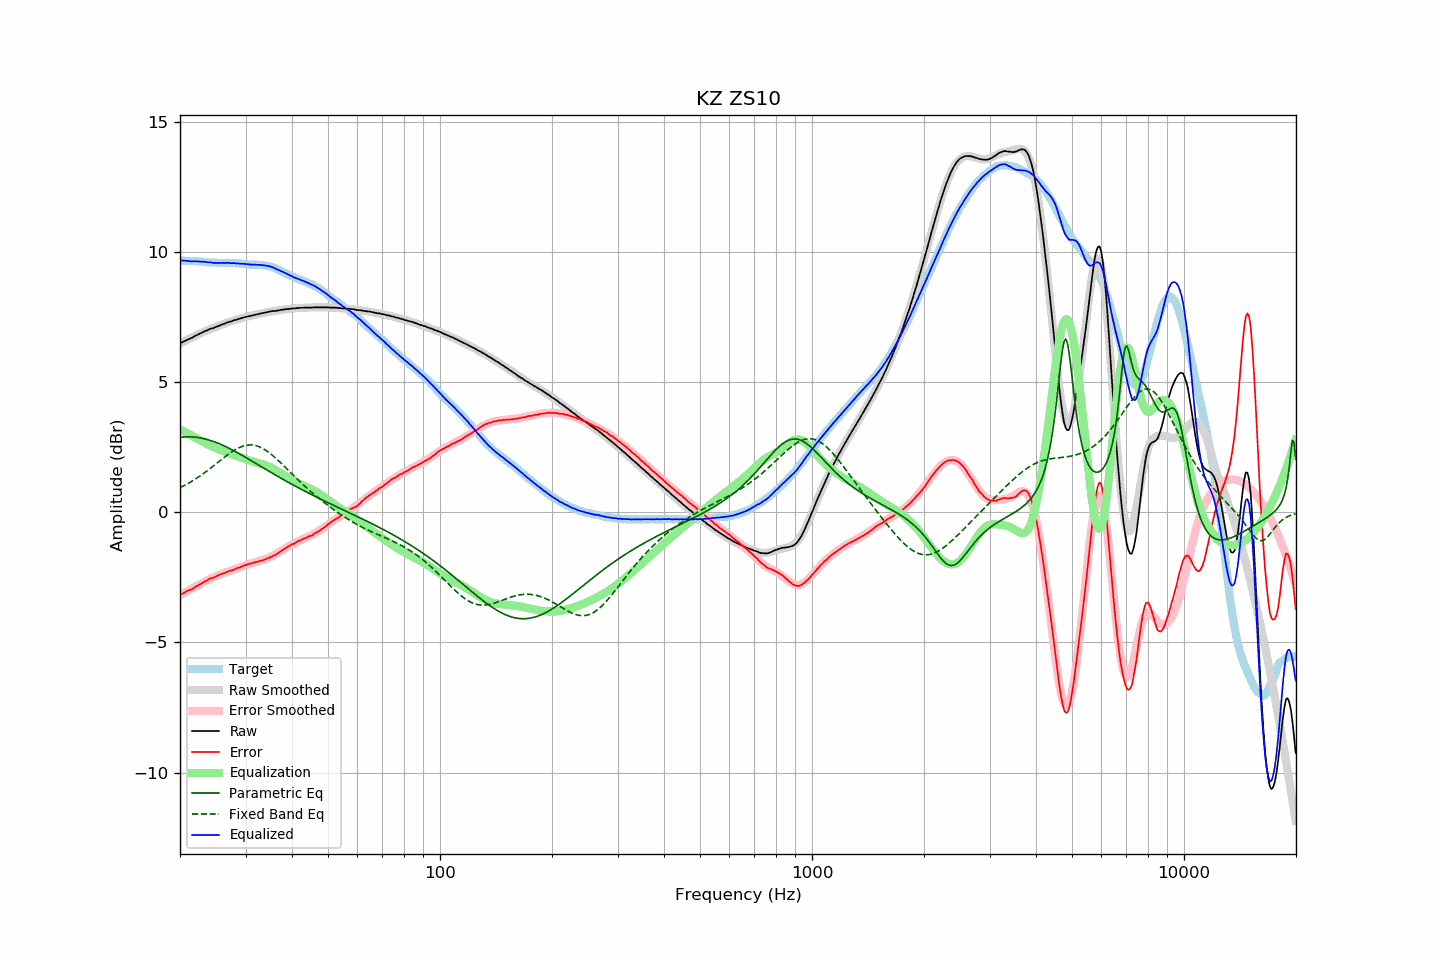 KZ ZS10
15
10
5
0
−5
−10
Amplitude (dBr)
100
1000
10000
Frequency (Hz)
Target
Raw Smoothed
Error Smoothed
Raw
Error
Equalization
Parametric Eq
Fixed Band Eq
Equalized